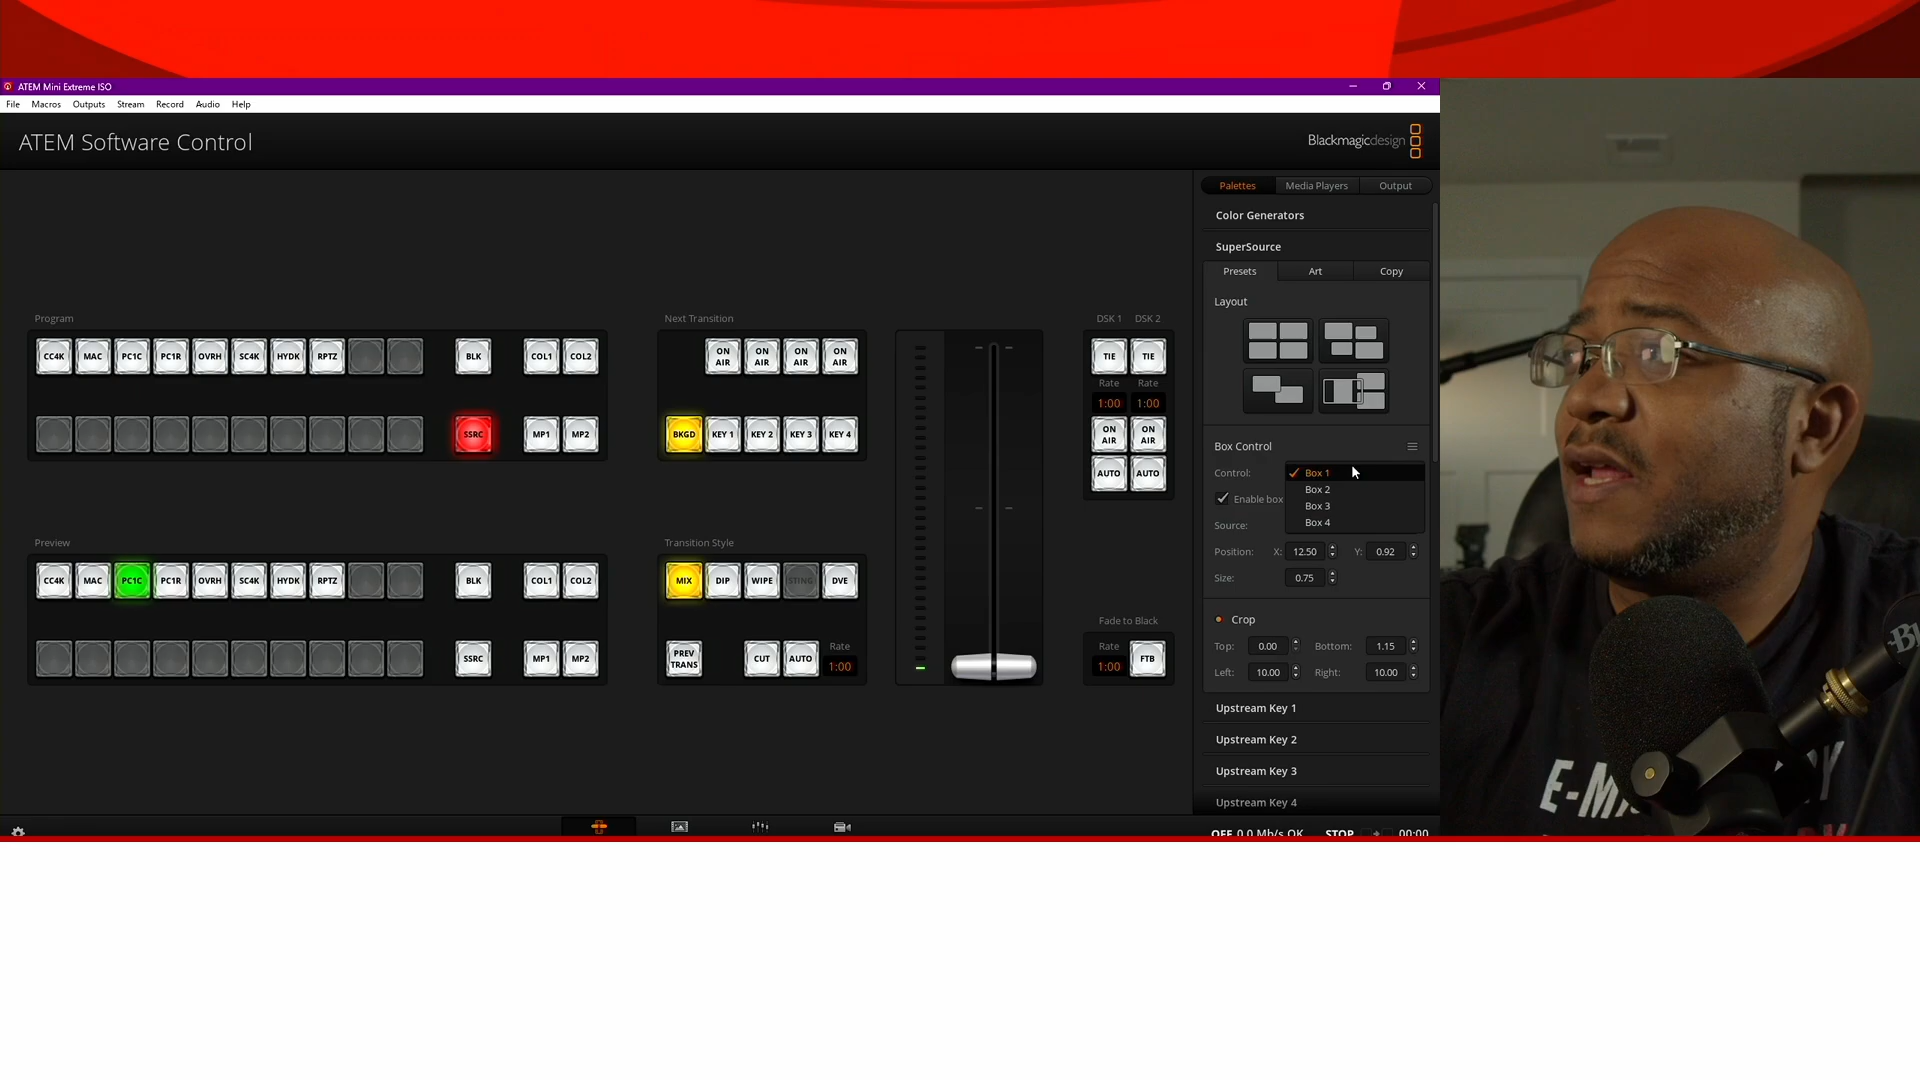 ATEM Mini Extreme ISO
File Macros Outputs Stream Record Audio Help
ATEM Software Control
Blackmagicdesign
Palettes Media Players Output
Color Generators
SuperSource
Presets Art Copy
Layout
Program
CC4K MAC PC1C PC1R OVRH SC4K HYDK RPTZ BLK COL1 COL2
SSRC MP1 MP2
Next Transition
ON AIR ON AIR ON AIR ON AIR
BKGD KEY 1 KEY 2 KEY 3 KEY 4
DSK 1 DSK 2
TIE TIE
Rate Rate
1:00 1:00
ON AIR ON AIR
AUTO AUTO
Box Control
Control: Box 1
Box 2
Box 3
Box 4
Enable box
Source:
Position: X: 12.50 Y: 0.92
Size: 0.75
Crop
Top: 0.00 Bottom: 1.15
Left: 10.00 Right: 10.00
Preview
CC4K MAC PC1C PC1R OVRH SC4K HYDK RPTZ BLK COL1 COL2
SSRC MP1 MP2
Transition Style
MIX DIP WIPE STING DVE
PREV TRANS CUT AUTO Rate 1:00
Fade to Black
Rate
1:00 FTB
Upstream Key 1
Upstream Key 2
Upstream Key 3
Upstream Key 4
OFF 0.0 Mb/s OK STOP 00:00